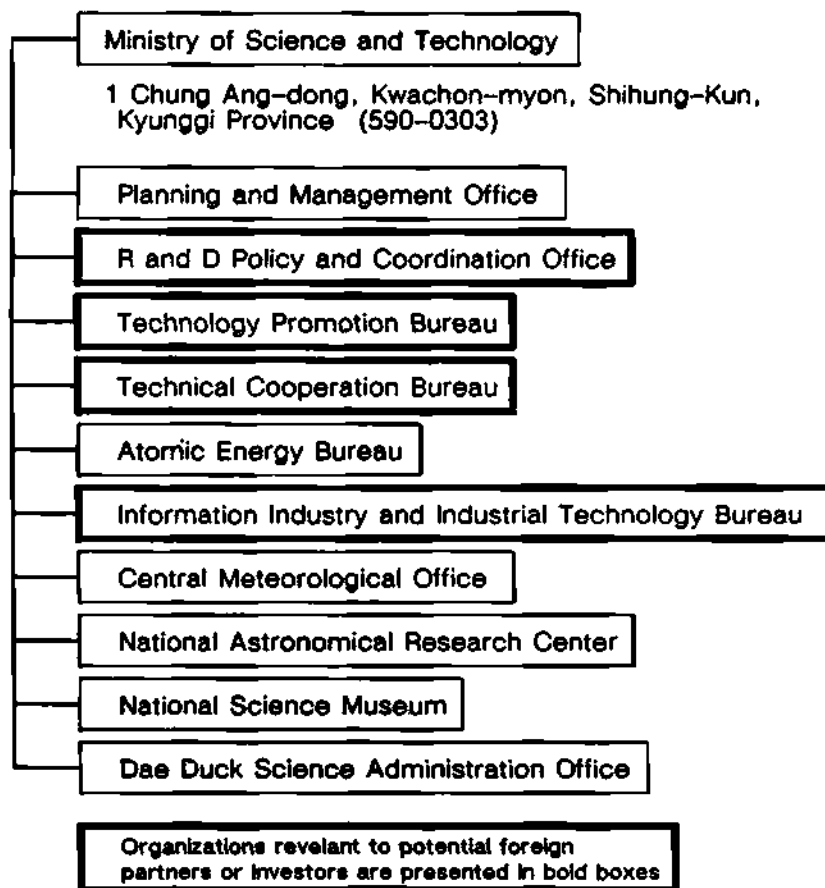 Ministry of Science and Technology
1 Chung Ang-dong, Kwachon-myon, Shihung-Kun,
Kyunggi Province (590-0303)
Planning and Management Office
R and D Policy and Coordination Office
Technology Promotion Bureau
Technical Cooperation Bureau
Atomic Energy Bureau
Information Industry and Industrial Technology Bureau
Central Meteorological Office
National Astronomical Research Center
National Science Museum
Dae Duck Science Administration Office
Organizations revelant to potential foreign
partners or investors are presented in bold boxes